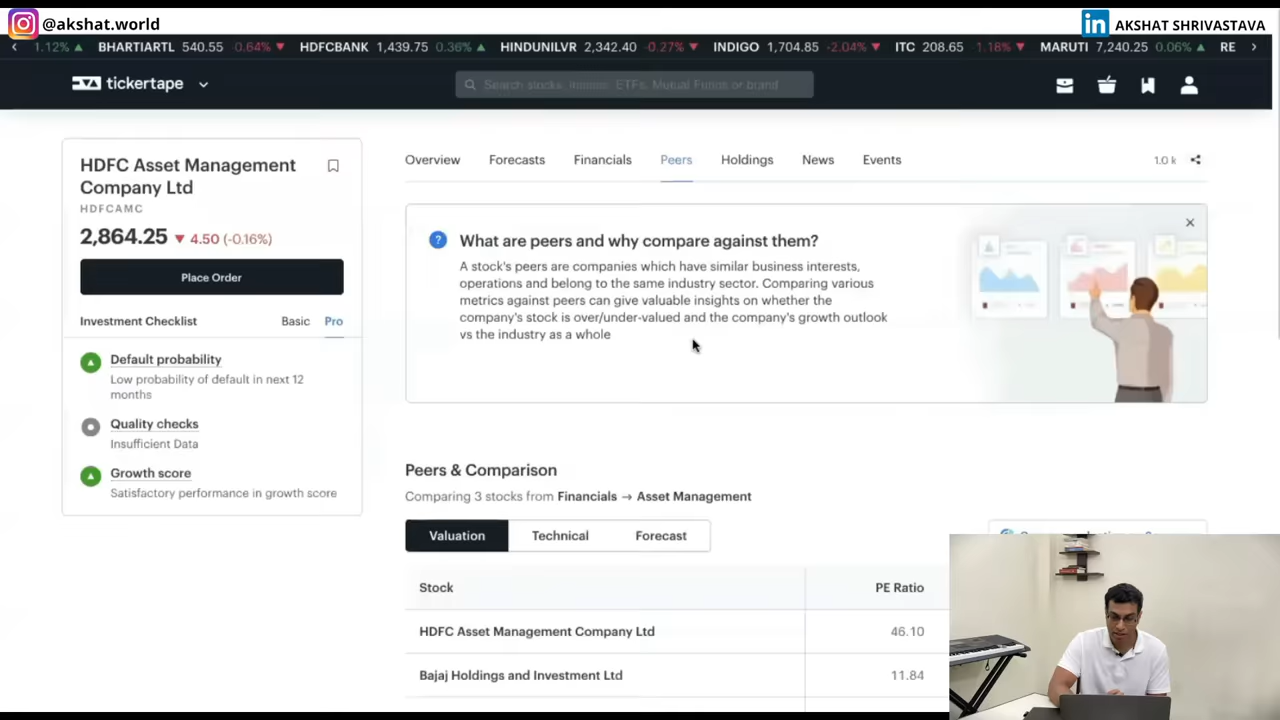 @akshat.world
in AKSHAT SHRIVASTAVA
1.12% BHARTIARTL 540.55 -0.64% HDFCBANK 1,439.75 0.36% HINDUNILVR 2,342.40 -0.27% INDIGO 1,704.85 -2.04% ITC 208.65 1.18% MARUTI 7,240.25 0.06% RE
tickertape
Search stocks, indices, ETFs, Mutual Funds or brand
HDFC Asset Management
Company Ltd
HDFCAMC
2,864.25 4.50 (-0.16%)
Place Order
Investment Checklist Basic Pro
Default probability
Low probability of default in next 12
months
Quality checks
Insufficient Data
Growth score
Satisfactory performance in growth score
Overview Forecasts Financials Peers Holdings News Events 1.0 k
? What are peers and why compare against them?
A stock's peers are companies which have similar business interests,
operations and belong to the same industry sector. Comparing various
metrics against peers can give valuable insights on whether the
company's stock is over/under-valued and the company's growth outlook
vs the industry as a whole
Peers & Comparison
Comparing 3 stocks from Financials → Asset Management
Valuation Technical Forecast
Stock PE Ratio
HDFC Asset Management Company Ltd 46.10
Bajaj Holdings and Investment Ltd 11.84